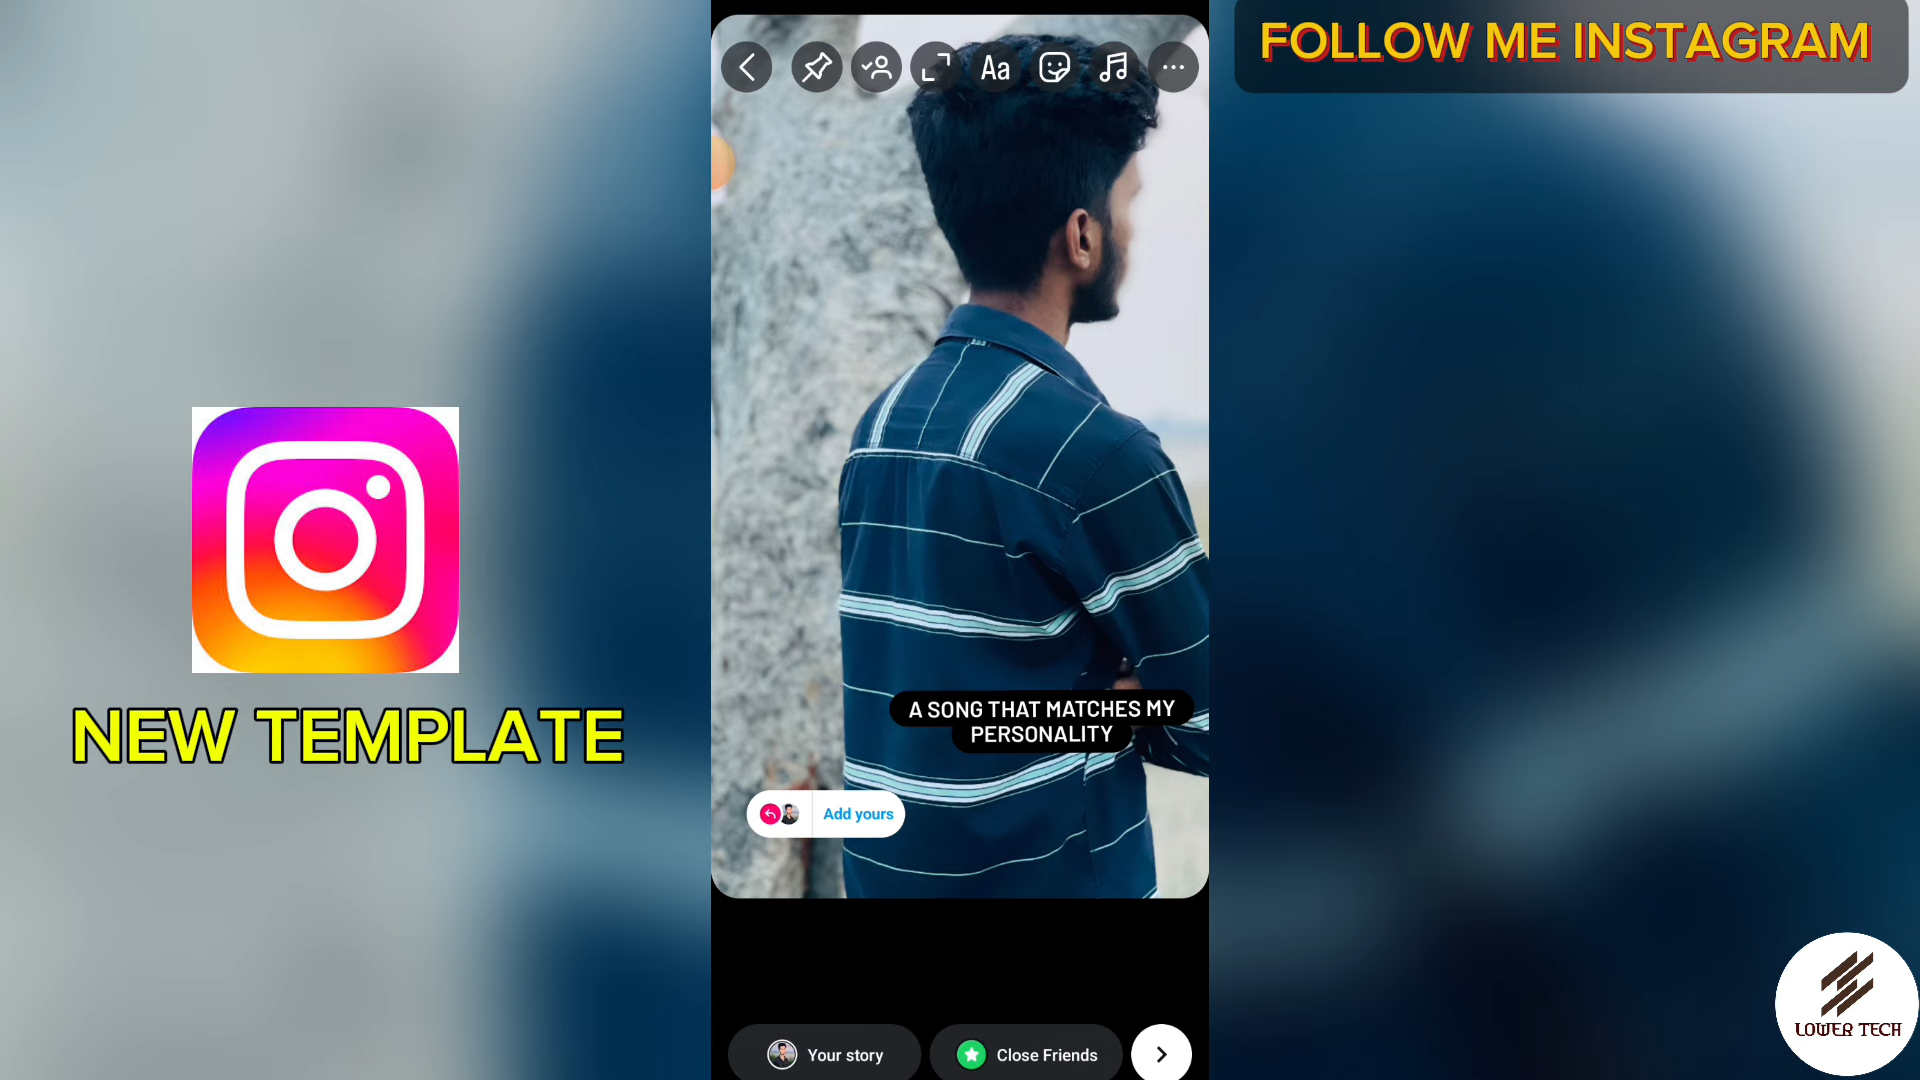 FOLLOW ME INSTAGRAM
Aa
NEW TEMPLATE
A SONG THAT MATCHES MY
PERSONALITY
Add yours
Your story
Close Friends
LOWER TECH